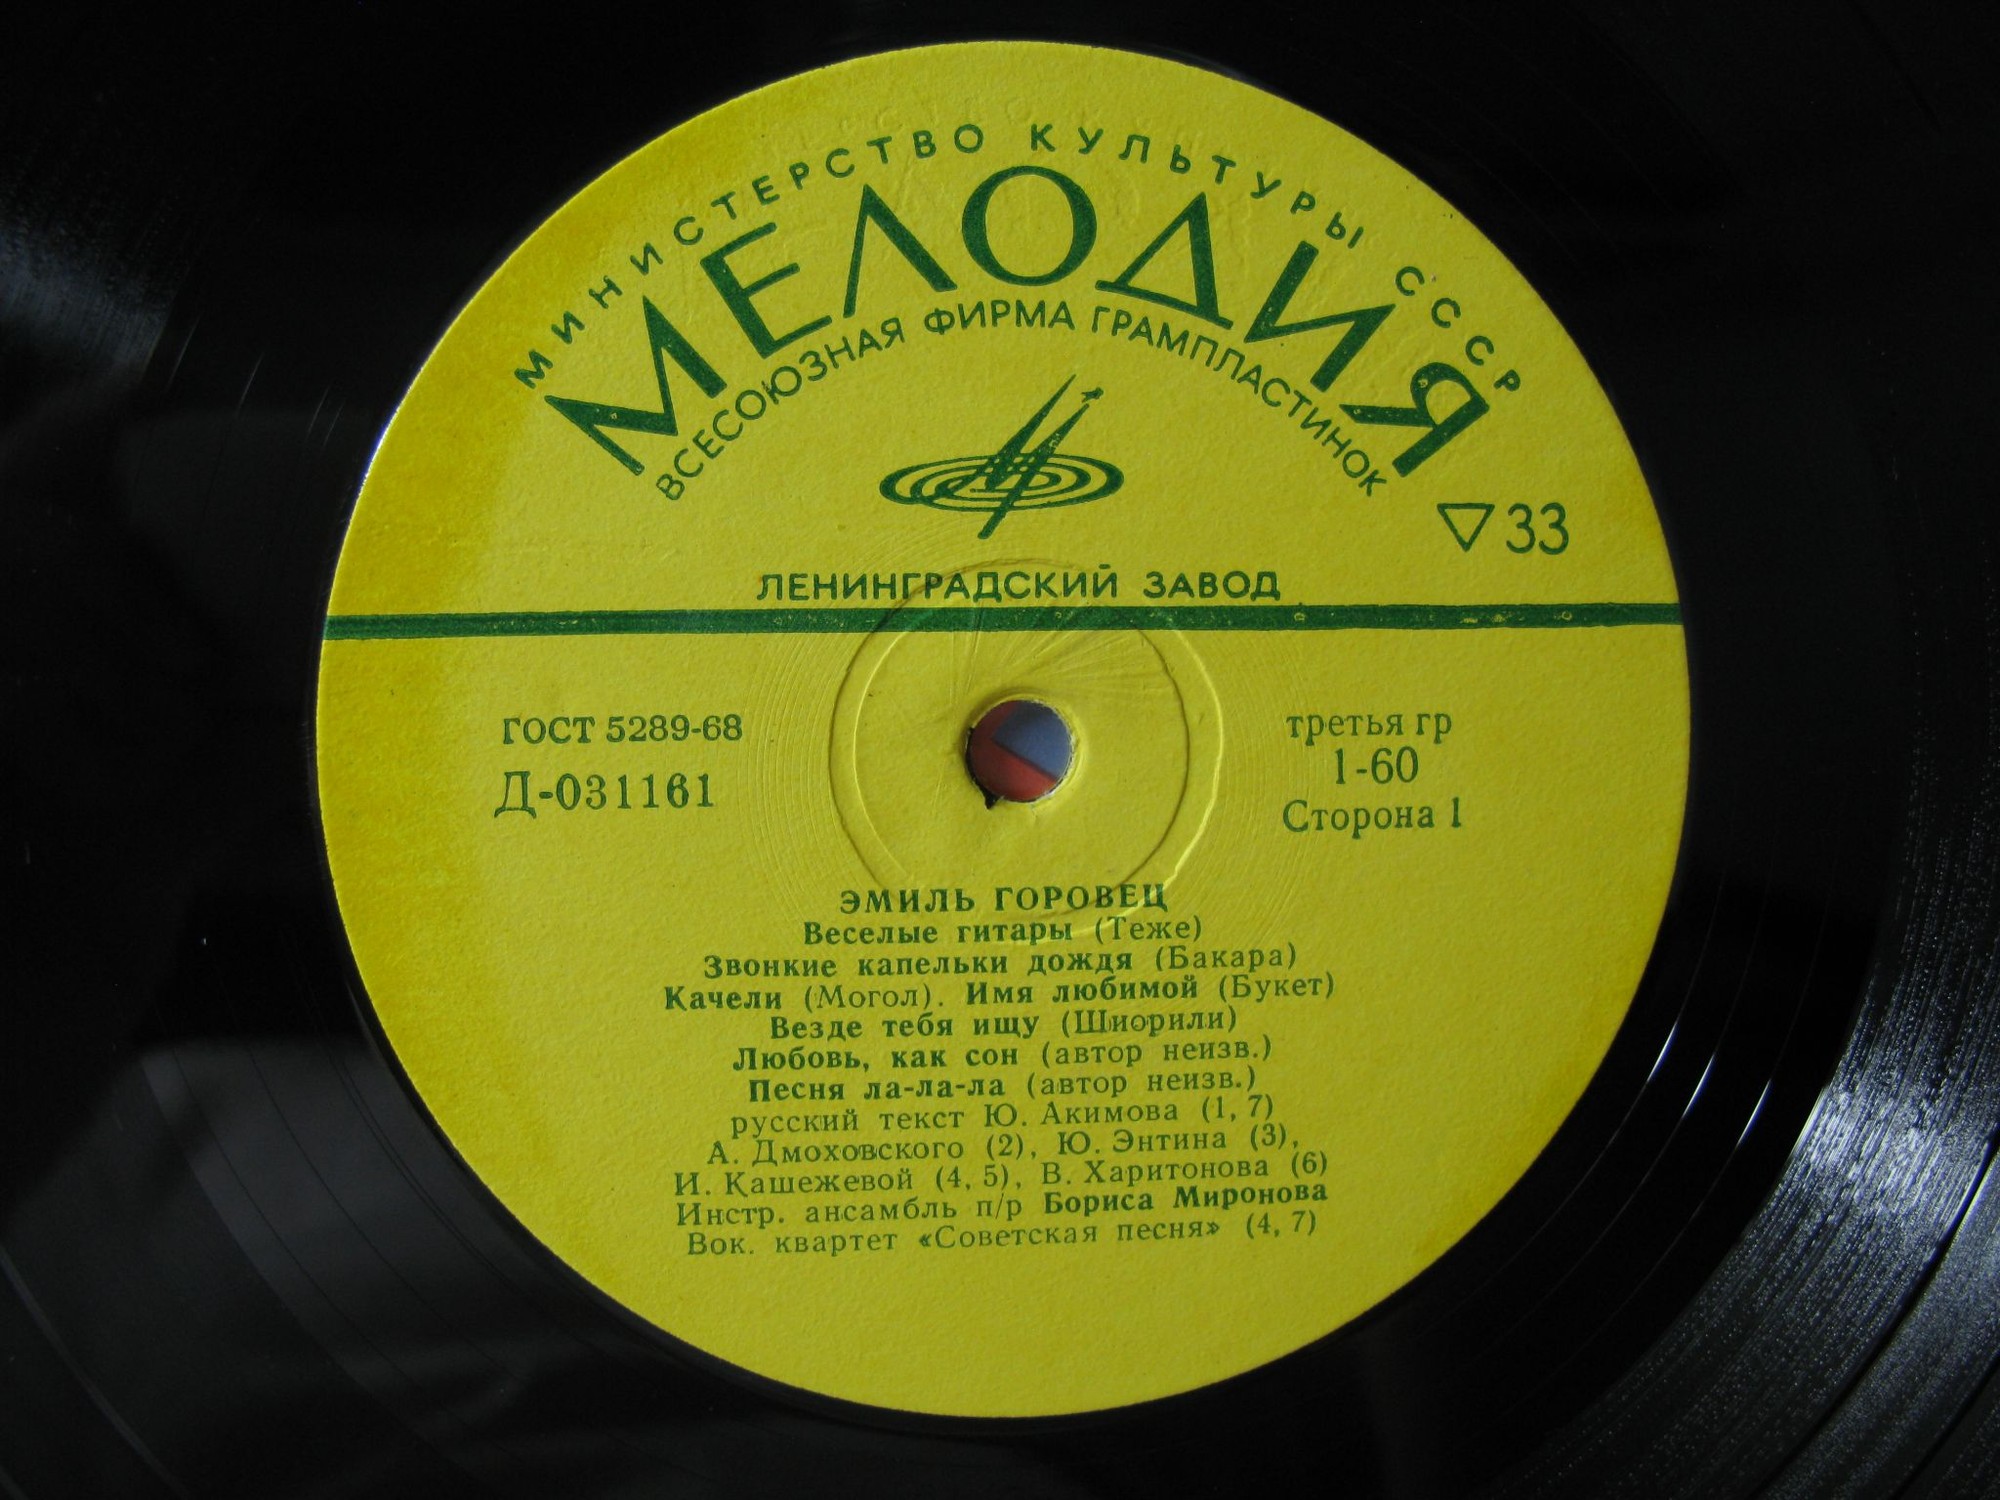 МИНИСТЕРСТВО КУЛЬТУРЫ СССР
МЕЛОДИЯ
ВСЕСОЮЗНАЯ ФИРМА ГРАМПЛАСТИНОК
▽33
ЛЕНИНГРАДСКИЙ ЗАВОД
ГОСТ 5289-68
Д-031161
третья гр
1-60
Сторона 1
ЭМИЛЬ ГОРОВЕЦ
Веселые гитары (Теже)
Звонкие капельки дождя (Бакара)
Качели (Могол). Имя любимой (Букет)
Везде тебя ищу (Шиорили)
Любовь, как сон (автор неизв.)
Песня ла-ла-ла (автор неизв.)
русский текст Ю. Акимова (1, 7)
А. Дмоховского (2), Ю. Энтина (3),
И. Кашежевой (4, 5), В. Харитонова (6)
Инстр. ансамбль п/р Бориса Миронова
Вок. квартет «Советская песня» (4, 7)